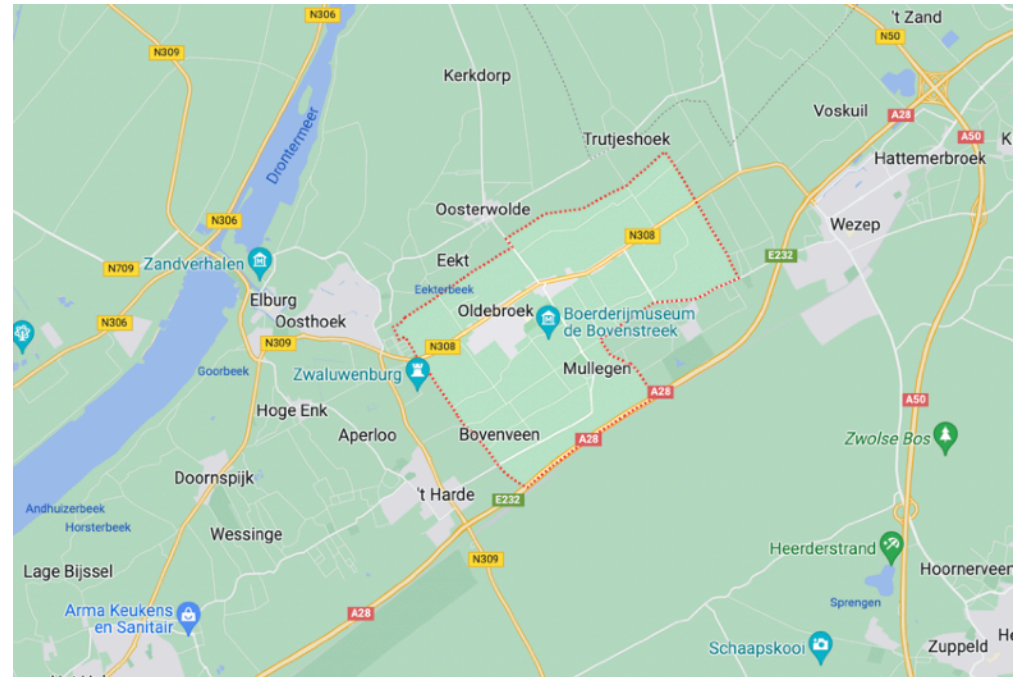 N306
't Zand
N50
N309
Kerkdorp
Voskuil
A28
Drontermeer
Trutjeshoek
A50
Hattemerbroek
Oosterwolde
N306
Wezep
N308
Zandverhalen
Eekt
E232
N709
Eekterbeek
Elburg
Oldebroek
Boerderijmuseum
de Bovenstreek
N306
Oosthoek
N309
N308
Goorbeek
Zwaluwenburg
Mullegen
A28
A50
Hoge Enk
Aperloo
Bovenveen
A28
Zwolse Bos
Doornspijk
't Harde
E232
Andhuizerbeek
Horsterbeek
Wessinge
Heerderstrand
N309
Lage Bijssel
Hoornerveen
Arma Keukens
en Sanitair
A28
Sprengen
Schaapskooi
Zuppeld